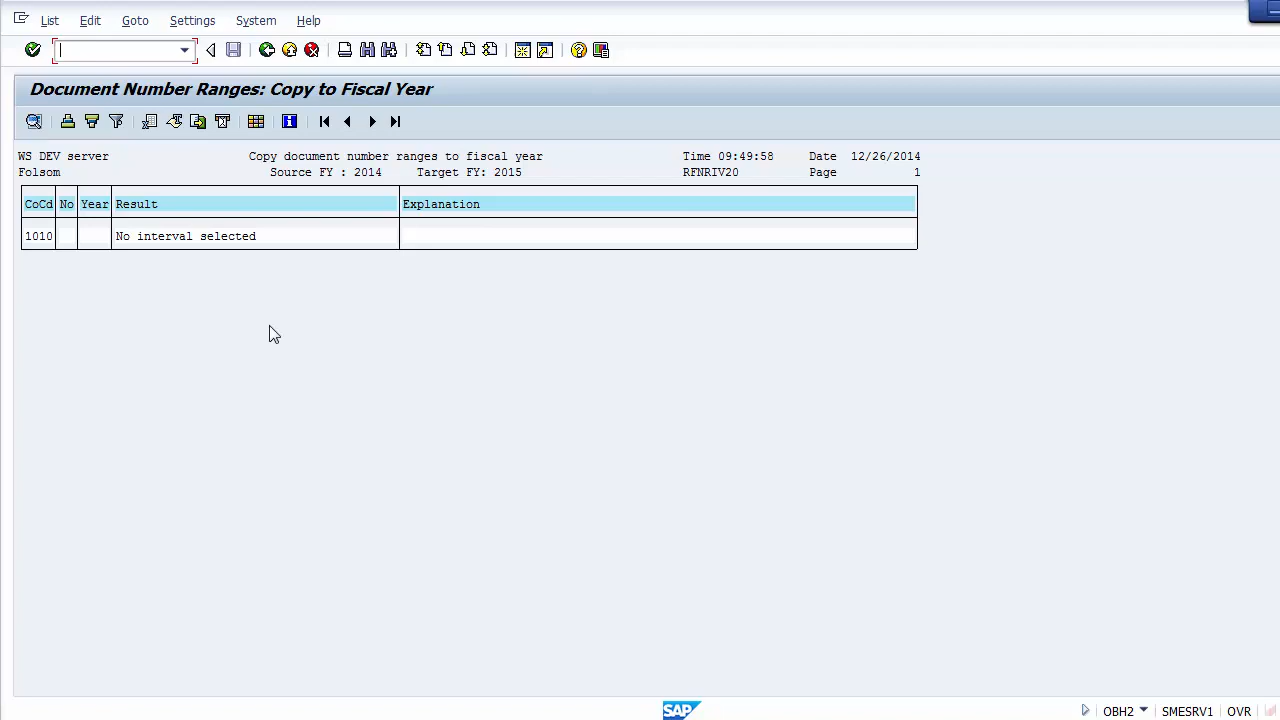 List Edit Goto Settings System Help
Document Number Ranges: Copy to Fiscal Year
WS DEV server Copy document number ranges to fiscal year Time 09:49:58 Date 12/26/2014
Folsom Source FY : 2014 Target FY: 2015 RFNRIV20 Page 1
CoCd No Year Result Explanation
1010 No interval selected
SAP OBH2 SMESRV1 OVR